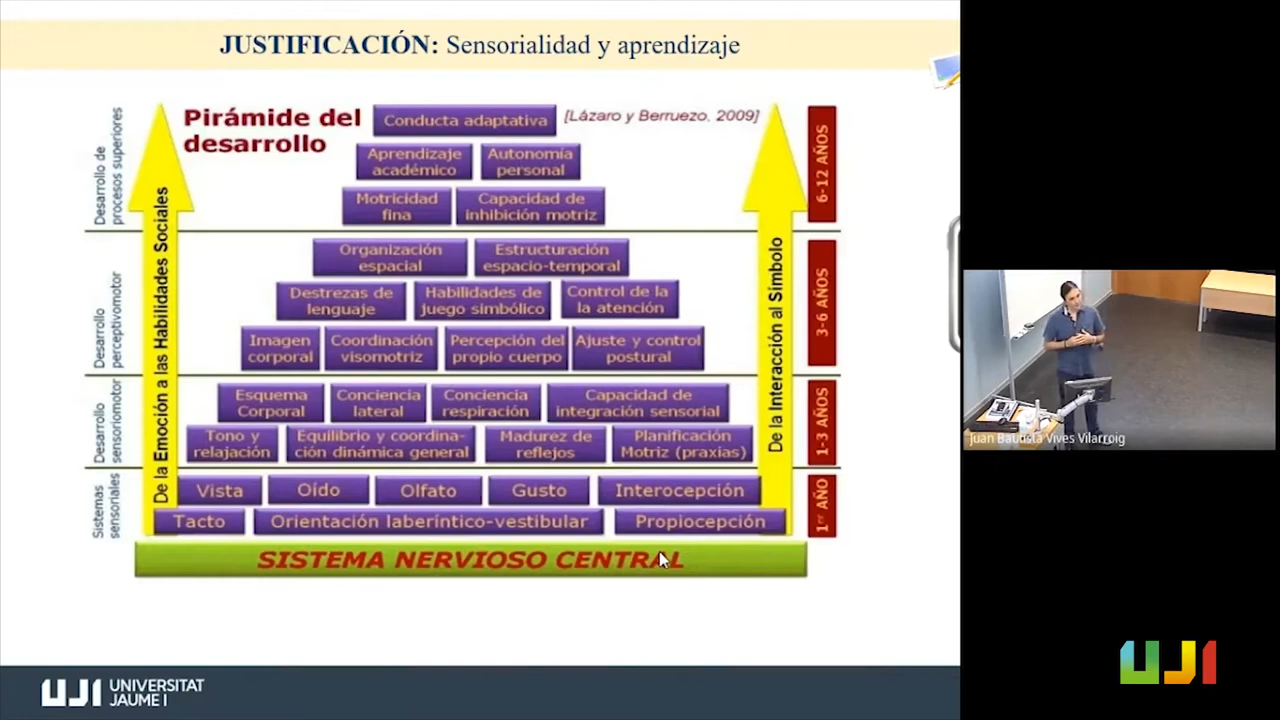 JUSTIFICACIÓN: Sensorialidad y aprendizaje
Pirámide del
desarrollo
[Lázaro y Berruezo. 2009]
Desarrollo de
procesos superiores
Conducta adaptativa
Aprendizaje
académico
Autonomía
personal
Motricidad
fina
Capacidad de
inhibición motriz
6-12 AÑOS
Desarrollo
perceptivomotor
Organización
espacial
Estructuración
espacio-temporal
Destrezas de
lenguaje
Habilidades de
juego simbólico
Control de la
la atención
Imagen
corporal
Coordinación
visomotriz
Percepción del
propio cuerpo
Ajuste y control
postural
3-6 AÑOS
Desarrollo
sensoriomotor
Esquema
Corporal
Conciencia
lateral
Conciencia
respiración
Capacidad de
integración sensorial
Tono y
relajación
Equilibrio y coordina-
ción dinámica general
Madurez de
reflejos
Planificación
Motriz (praxias)
1-3 AÑOS
Sistemas
sensoriales
Vista
Oído
Olfato
Gusto
Interocepción
Tacto
Orientación laberíntico-vestibular
Propiocepción
1er AÑO
De la Emoción a las Habilidades Sociales
De la Interacción al Símbolo
SISTEMA NERVIOSO CENTRAL
Juan Bautista Vives Vilarroig
UJI
UNIVERSITAT
JAUME I
UJI